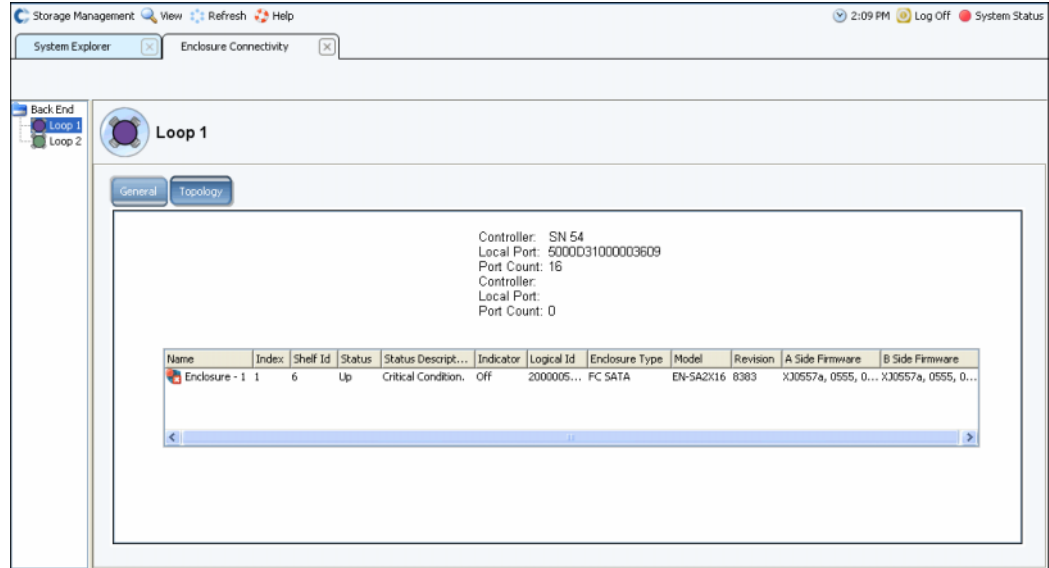 Storage Management View Refresh Help 2:09 PM Log Off System Status
System Explorer Enclosure Connectivity
Back End
Loop 1
Loop 2
Loop 1
General Topology
Controller: SN 54
Local Port: 5000D31000003609
Port Count: 16
Controller:
Local Port:
Port Count: 0
Name Index Shelf Id Status Status Descript... Indicator Logical Id Enclosure Type Model Revision A Side Firmware B Side Firmware
Enclosure - 1 1 6 Up Critical Condition. Off 2000005... FC SATA EN-SA2X16 8383 XJ0557a, 0555, 0... XJ0557a, 0555, 0...